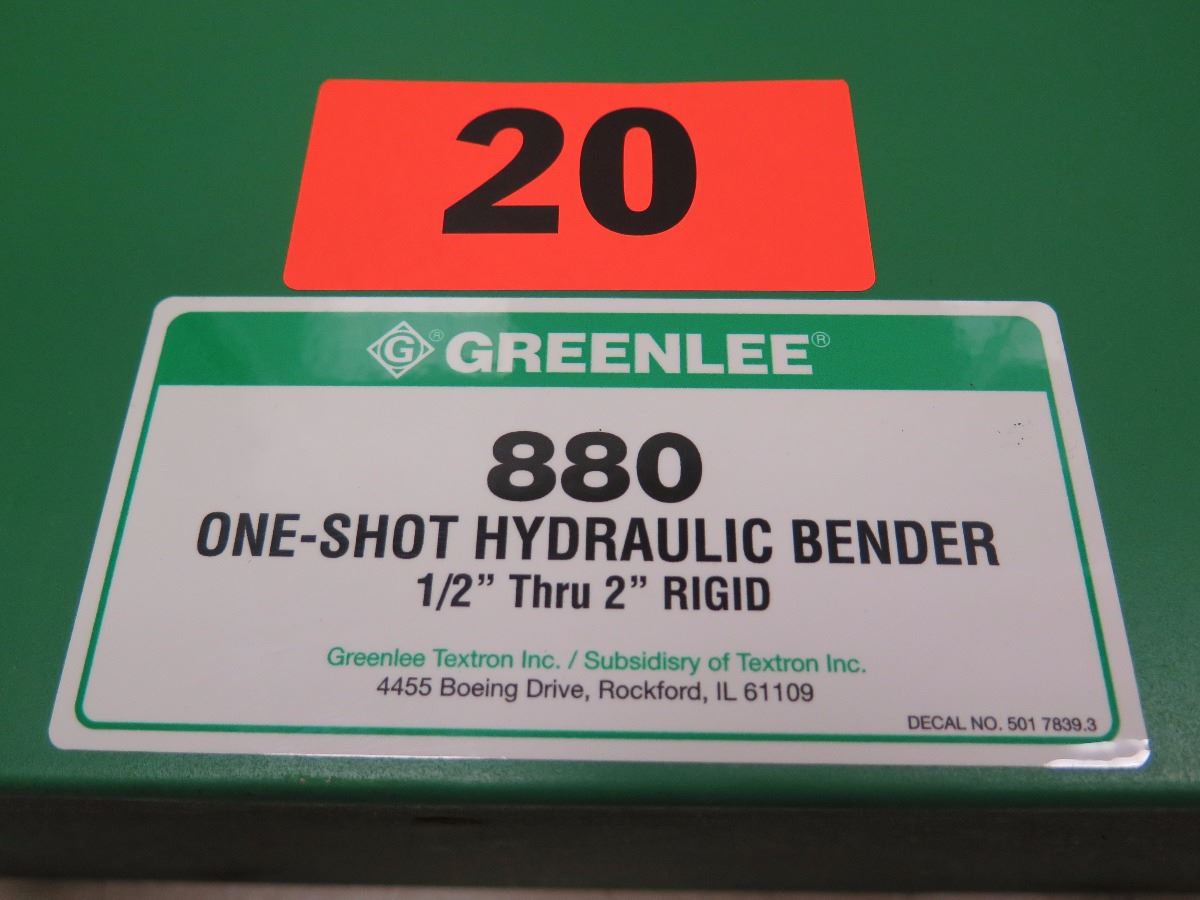 20
G® GREENLEE®
880
ONE-SHOT HYDRAULIC BENDER
1/2” Thru 2” RIGID
Greenlee Textron Inc. / Subsidisry of Textron Inc.
4455 Boeing Drive, Rockford, IL 61109
DECAL NO. 501 7839.3